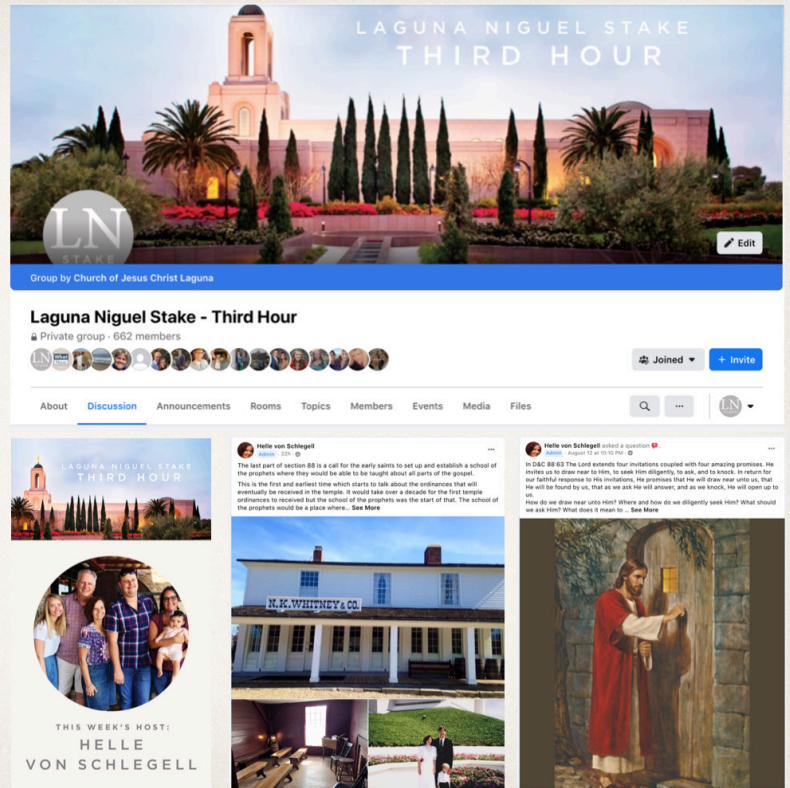 LAGUNA NIGUEL STAKE
THIRD HOUR
LN
STAKE
Edit
Group by Church of Jesus Christ Laguna
Laguna Niguel Stake - Third Hour
Private group · 662 members
LN
Joined
+ Invite
About
Discussion
Announcements
Rooms
Topics
Members
Events
Media
Files
LN
LAGUNA NIGUEL STAKE
THIRD HOUR
THIS WEEK'S HOST:
HELLE
VON SCHLEGELL
Helle von Schlegell
Admin · 22h ·
The last part of section 88 is a call for the early saints to set up and establish a school of
the prophets where they would be able to be taught about all parts of the gospel.
This is the first and earliest time which starts to talk about the ordinances that will
eventually be received in the temple. It would take over a decade for the first temple
ordinances to received but the school of the prophets was the start of that. The school of
the prophets would be a place where... See More
N.K. WHITNEY & CO.
Helle von Schlegell asked a question
Admin · August 12 at 10:10 PM ·
In D&C 88:63 The Lord extends four invitations coupled with four amazing promises. He
invites us to draw near to Him, to seek Him diligently, to ask, and to knock. In return for
our faithful response to His invitations, He promises that He will draw near unto us, that
He will be found by us, that as we ask He will answer, and as we knock, He will open up to
us.
How do we draw near unto Him? Where and how do we diligently seek Him? What should
we ask Him? What does it mean to ... See More